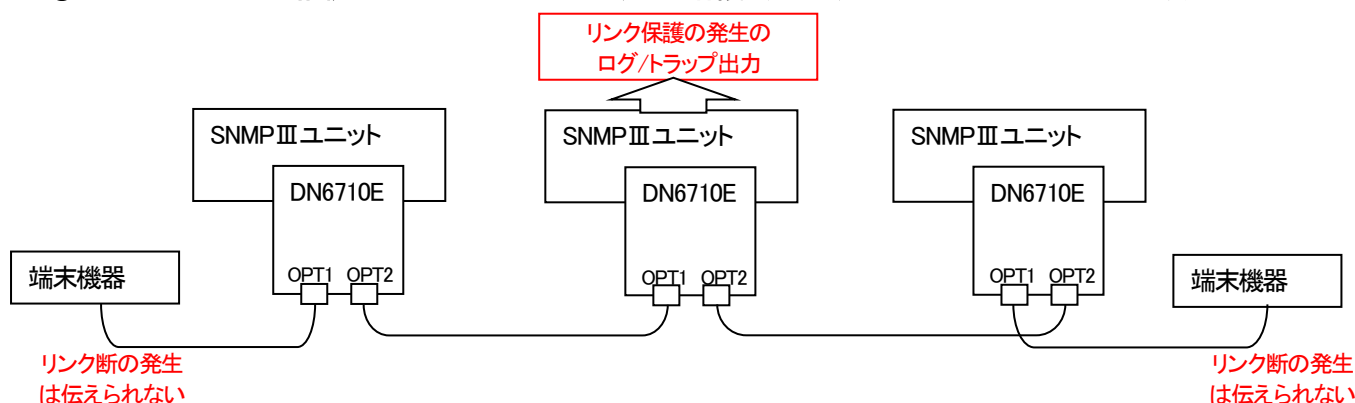 リンク保護の発生の
ログ/トラップ出力
SNMPⅢユニット
SNMPⅢユニット
SNMPⅢユニット
DN6710E
DN6710E
DN6710E
端末機器
OPT1 OPT2
OPT1 OPT2
OPT1 OPT2
端末機器
リンク断の発生
は伝えられない
リンク断の発生
は伝えられない